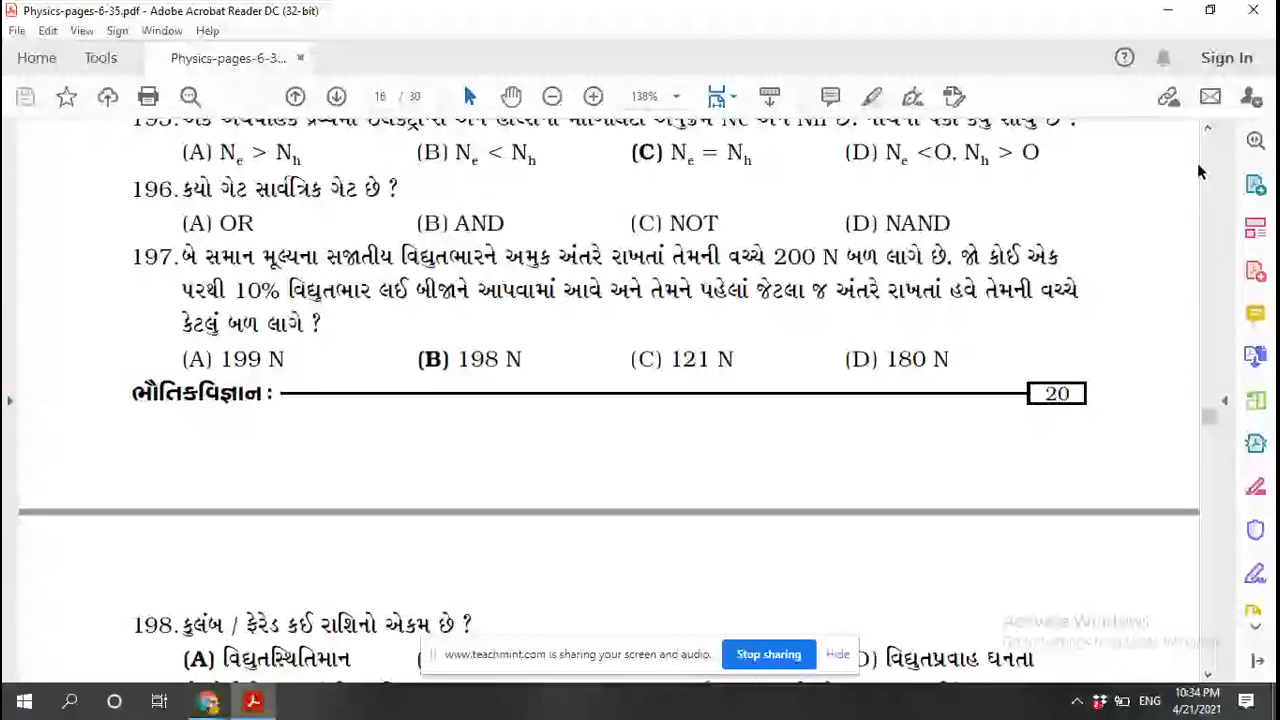 Physics-pages-6-35.pdf - Adobe Acrobat Reader DC (32-bit)
File Edit View Sign Window Help
Home Tools Physics-pages-6-3... × Sign In
16 / 30 138%
(A) Ne > Nh (B) Ne < Nh (C) Ne = Nh (D) Ne <O, Nh > O
196. કયો ગેટ સાર્વત્રિક ગેટ છે ?
(A) OR (B) AND (C) NOT (D) NAND
197. બે સમાન મૂલ્યના સજાતીય વિદ્યુતભારને અમુક અંતરે રાખતાં તેમની વચ્ચે 200 N બળ લાગે છે. જો કોઈ એક
પરથી 10% વિદ્યુતભાર લઈ બીજાને આપવામાં આવે અને તેમને પહેલાં જેટલા જ અંતરે રાખતાં હવે તેમની વચ્ચે
કેટલું બળ લાગે ?
(A) 199 N (B) 198 N (C) 121 N (D) 180 N
ભૌતિકવિજ્ઞાન : 20
198. કુલંબ / ફેરેડ કઈ રાશિનો એકમ છે ?
Activate Windows
(A) વિદ્યુતસ્થિતિમાન www.teachmint.com is sharing your screen and audio. Stop sharing Hide D) વિદ્યુતપ્રવાહ ઘનતા
ENG 10:34 PM
4/21/2021